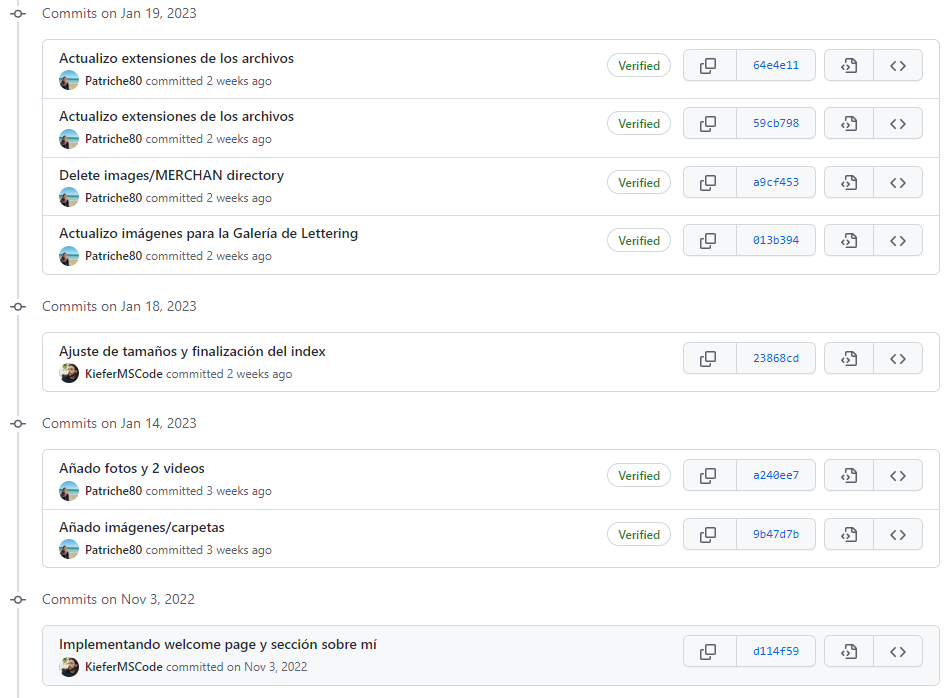 Commits on Jan 19, 2023
Actualizo extensiones de los archivos
Patriche80 committed 2 weeks ago
Verified
64e4e11
Actualizo extensiones de los archivos
Patriche80 committed 2 weeks ago
Verified
59cb798
Delete images/MERCHAN directory
Patriche80 committed 2 weeks ago
Verified
a9cf453
Actualizo imágenes para la Galería de Lettering
Patriche80 committed 2 weeks ago
Verified
013b394
Commits on Jan 18, 2023
Ajuste de tamaños y finalización del index
KieferMSCode committed 2 weeks ago
23868cd
Commits on Jan 14, 2023
Añado fotos y 2 videos
Patriche80 committed 3 weeks ago
Verified
a240ee7
Añado imágenes/carpetas
Patriche80 committed 3 weeks ago
Verified
9b47d7b
Commits on Nov 3, 2022
Implementando welcome page y sección sobre mí
KieferMSCode committed on Nov 3, 2022
d114f59